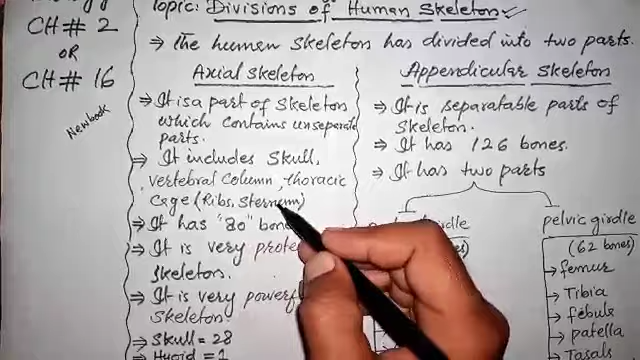 Topic: Divisions of Human Skeleton
CH# 2
OR
CH# 16
Newbook
⇒ The human skeleton has divided into two parts.
Axial Skeleton
⇒ It is a part of skeleton
which contains unseparate
parts.
⇒ It includes Skull,
vertebral column, thoracic
cage (Ribs, Sternum)
⇒ It has "80"
⇒ It is very
skeleton.
⇒ It is very
skeleton.
⇒ Skull = 28
⇒ Hyoid = 1
Appendicular Skeleton
⇒ It is separatable parts of
skeleton.
⇒ It has 126 bones.
⇒ It has two parts
pelvic girdle
(62 bones)
→ femur
→ Tibia
→ febula
→ patella
→ Tasals